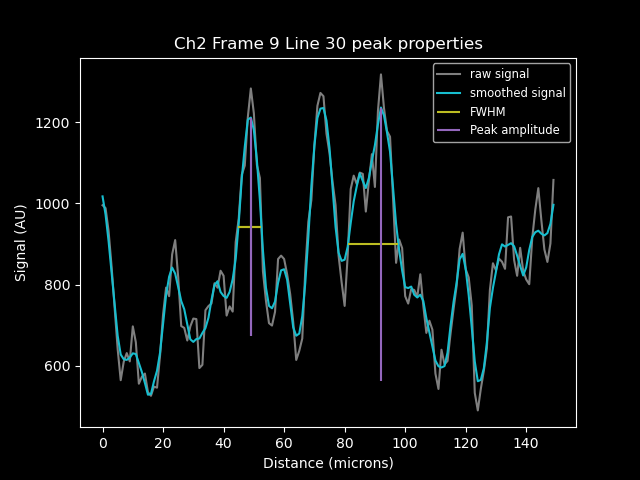 Ch2 Frame 9 Line 30 peak properties
raw signal
smoothed signal
FWHM
Peak amplitude
Signal (AU)
1200
1000
800
600
0 20 40 60 80 100 120 140
Distance (microns)